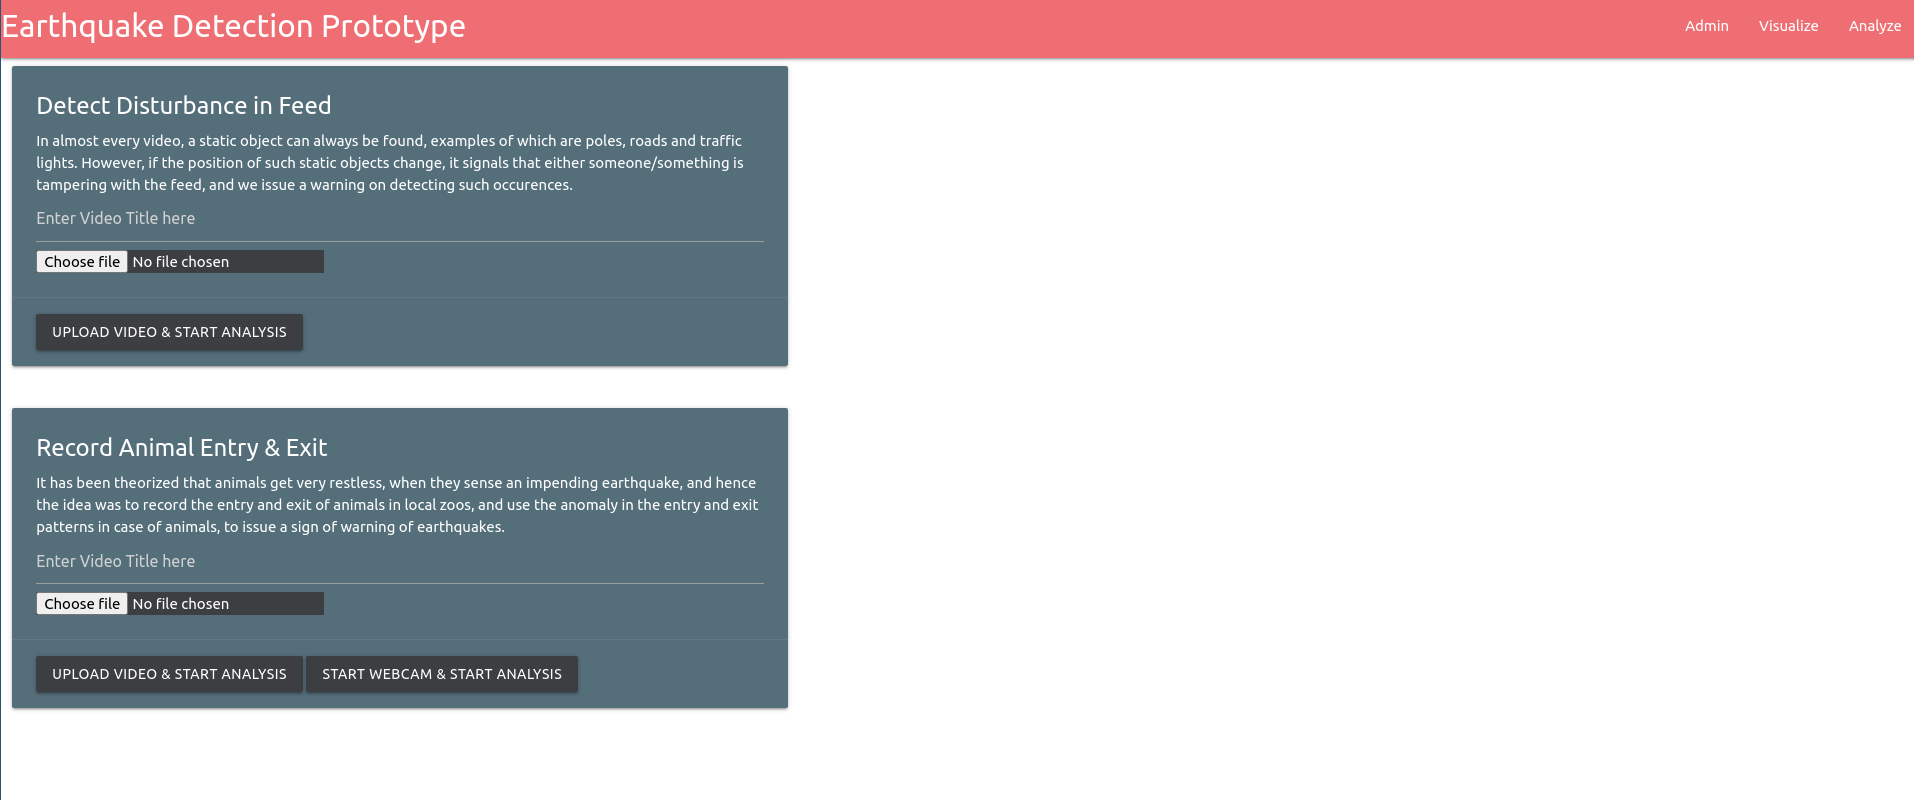 Earthquake Detection Prototype
Admin Visualize Analyze
Detect Disturbance in Feed
In almost every video, a static object can always be found, examples of which are poles, roads and traffic
lights. However, if the position of such static objects change, it signals that either someone/something is
tampering with the feed, and we issue a warning on detecting such occurences.
Enter Video Title here
Choose file No file chosen
UPLOAD VIDEO & START ANALYSIS
Record Animal Entry & Exit
It has been theorized that animals get very restless, when they sense an impending earthquake, and hence
the idea was to record the entry and exit of animals in local zoos, and use the anomaly in the entry and exit
patterns in case of animals, to issue a sign of warning of earthquakes.
Enter Video Title here
Choose file No file chosen
UPLOAD VIDEO & START ANALYSIS START WEBCAM & START ANALYSIS